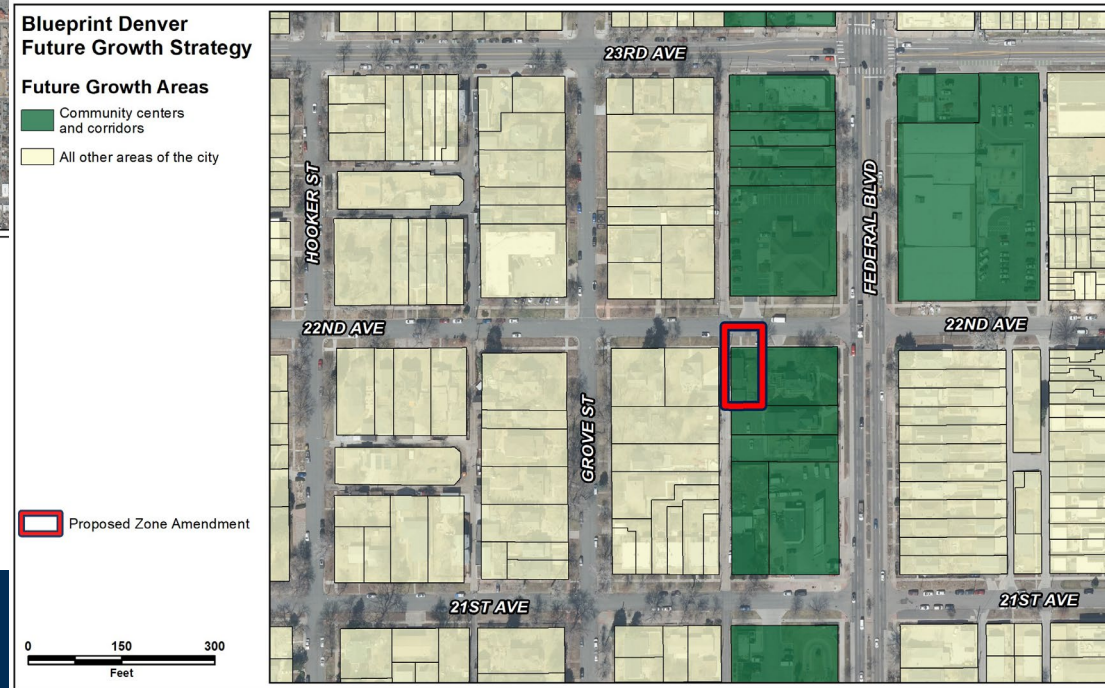 Blueprint Denver
Future Growth Strategy
Future Growth Areas
Community centers
and corridors
All other areas of the city
Proposed Zone Amendment
0 150 300
Feet
23RD AVE
HOOKER ST
FEDERAL BLVD
22ND AVE
22ND AVE
GROVE ST
21ST AVE
21ST AVE